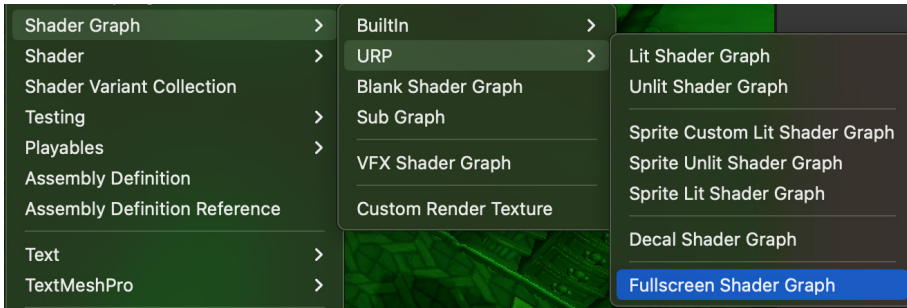 Shader Graph
Shader
Shader Variant Collection
Testing
Playables
Assembly Definition
Assembly Definition Reference
Text
TextMeshPro
BuiltIn
URP
Blank Shader Graph
Sub Graph
VFX Shader Graph
Custom Render Texture
Lit Shader Graph
Unlit Shader Graph
Sprite Custom Lit Shader Graph
Sprite Unlit Shader Graph
Sprite Lit Shader Graph
Decal Shader Graph
Fullscreen Shader Graph